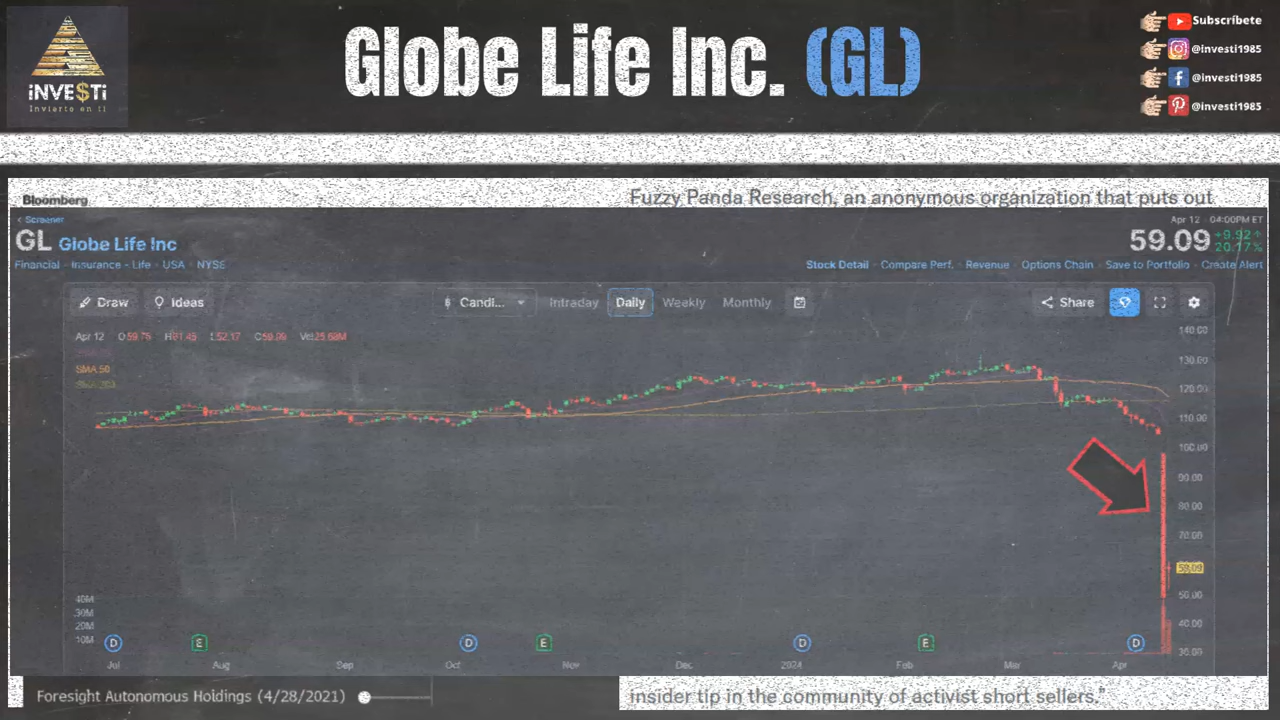 Globe Life Inc. (GL)
iNVE$Ti
Invierto en ti
Subscríbete
@investi1985
@investi1985
@investi1985
Bloomberg
Fuzzy Panda Research, an anonymous organization that puts out
< Screener
Apr 12 · 04:00PM ET
GL Globe Life Inc
59.09
+9.92
20.17%
Financial · Insurance - Life · USA · NYSE
Stock Detail · Compare Perf. · Revenue · Options Chain · Save to Portfolio · Create Alert
Draw Ideas Candl... Intraday Daily Weekly Monthly Share
Apr 12
SMA 50
140.00
130.00
120.00
110.00
100.00
90.00
80.00
70.00
59.09
50.00
40.00
30.00
40M
30M
20M
10M
D E D E D E D
Jul Aug Sep Oct Nov Dec 2024 Feb Mar Apr
Foresight Autonomous Holdings (4/28/2021)
insider tip in the community of activist short sellers."